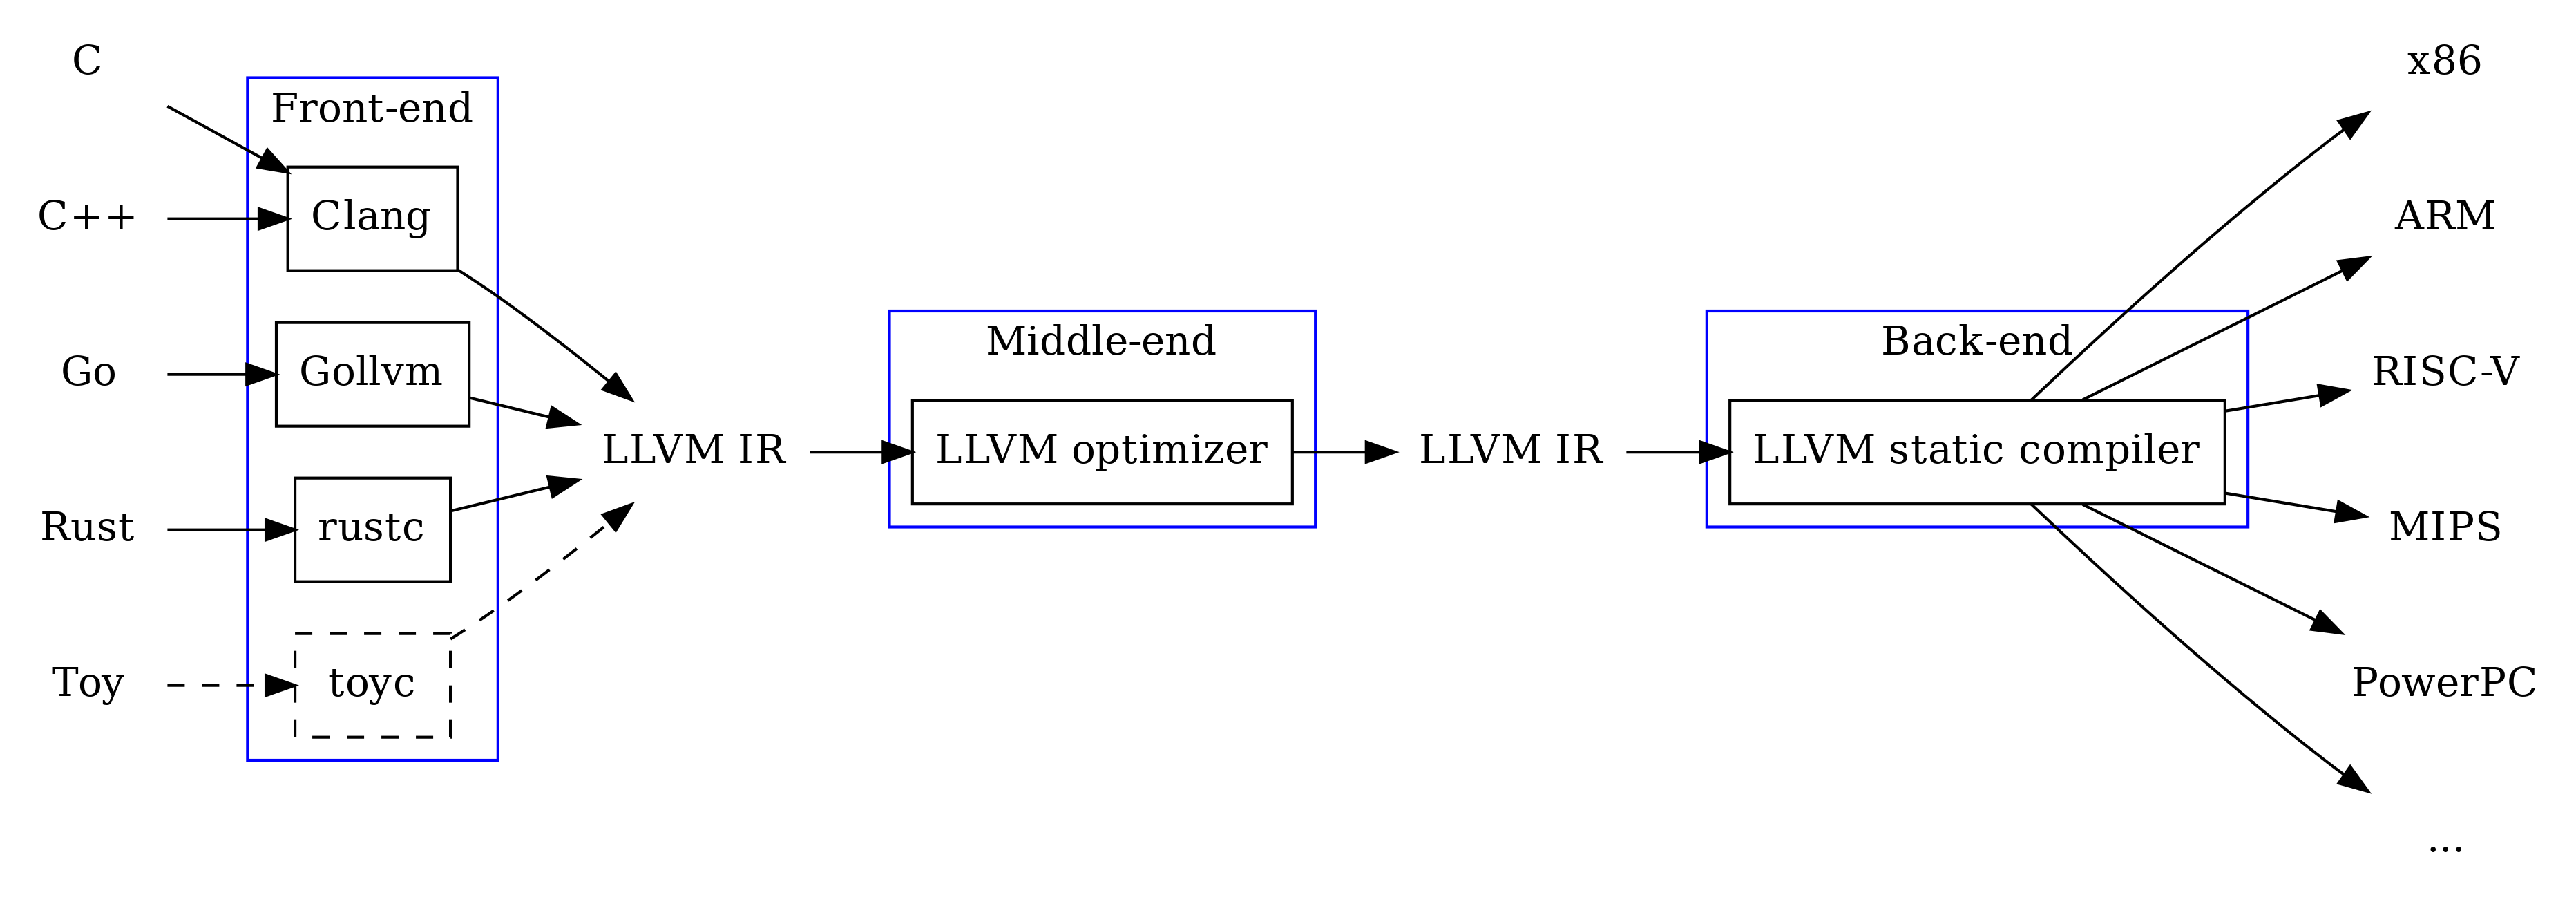 C
C++
Go
Rust
Toy
Front-end
Clang
Gollvm
rustc
toyc
LLVM IR
Middle-end
LLVM optimizer
LLVM IR
Back-end
LLVM static compiler
x86
ARM
RISC-V
MIPS
PowerPC
...